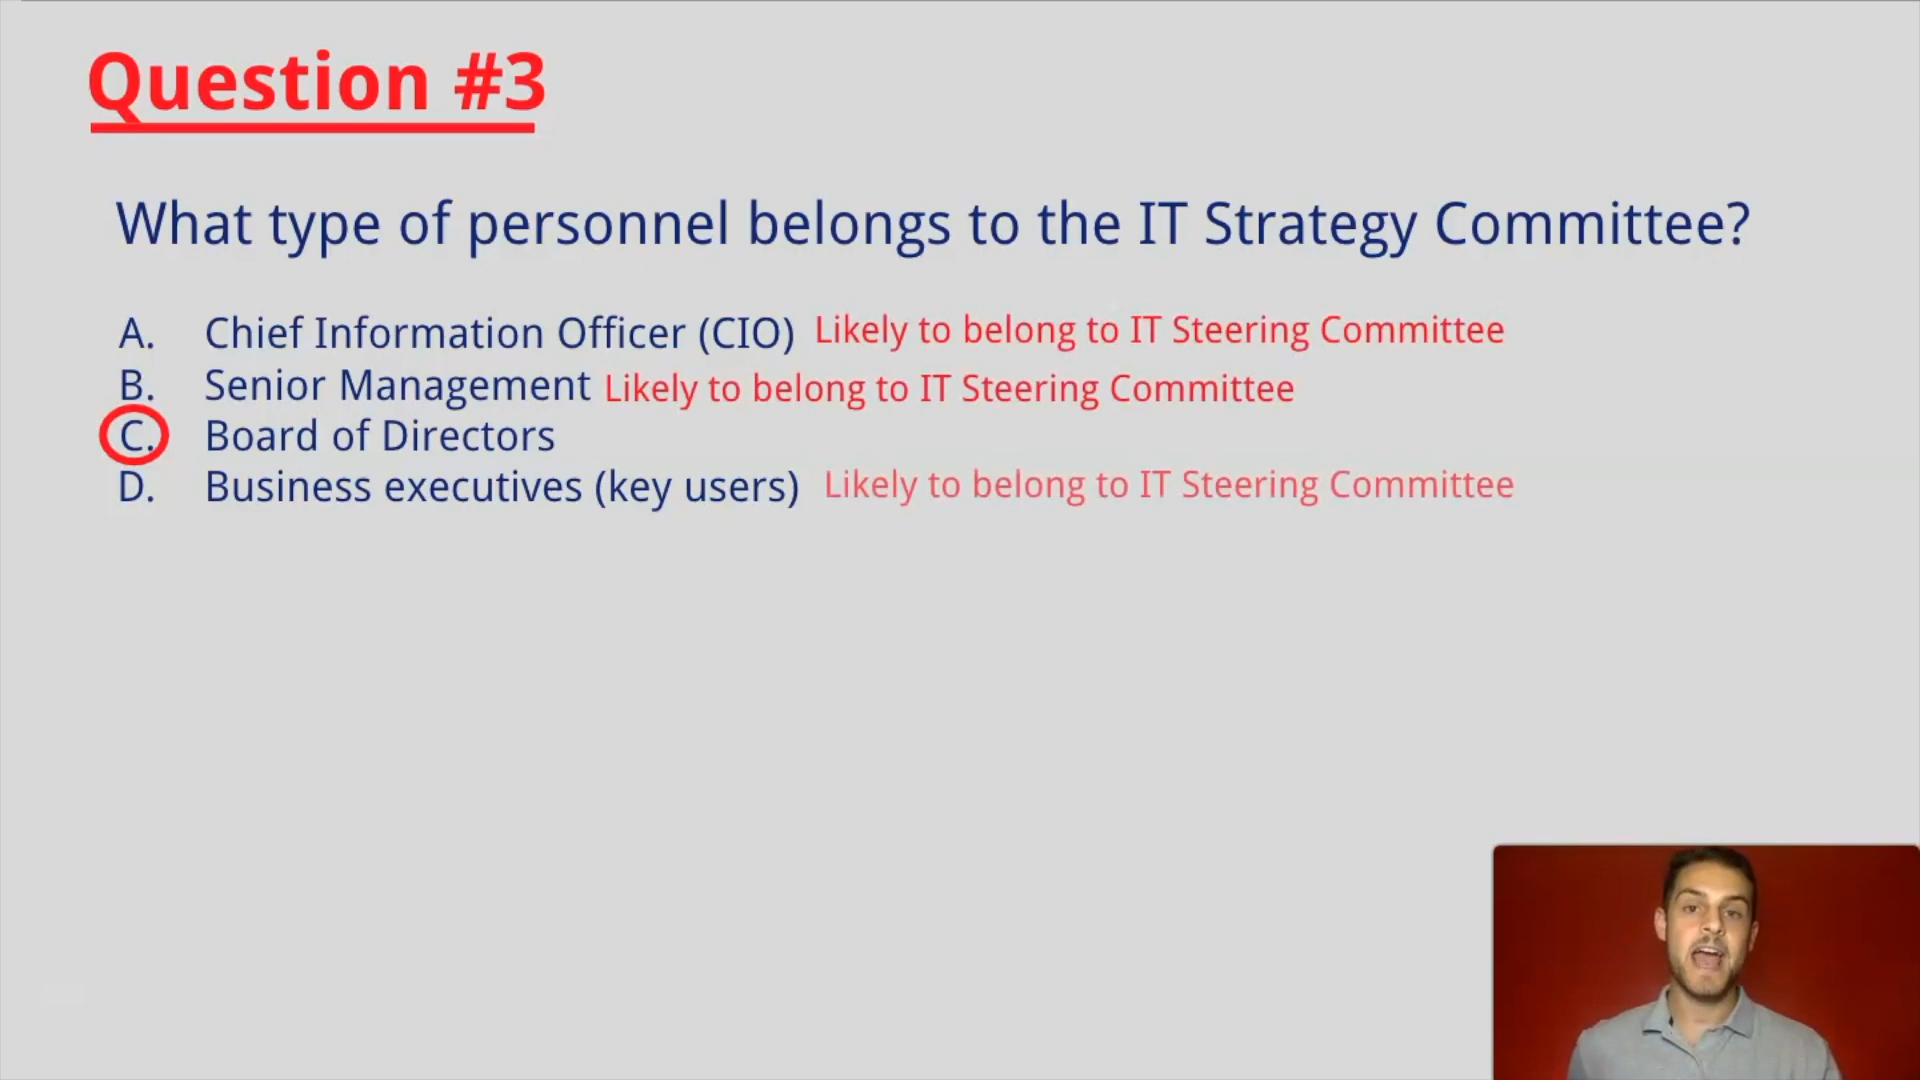 Question #3
What type of personnel belongs to the IT Strategy Committee?
A. Chief Information Officer (CIO) Likely to belong to IT Steering Committee
B. Senior Management Likely to belong to IT Steering Committee
C. Board of Directors
D. Business executives (key users) Likely to belong to IT Steering Committee